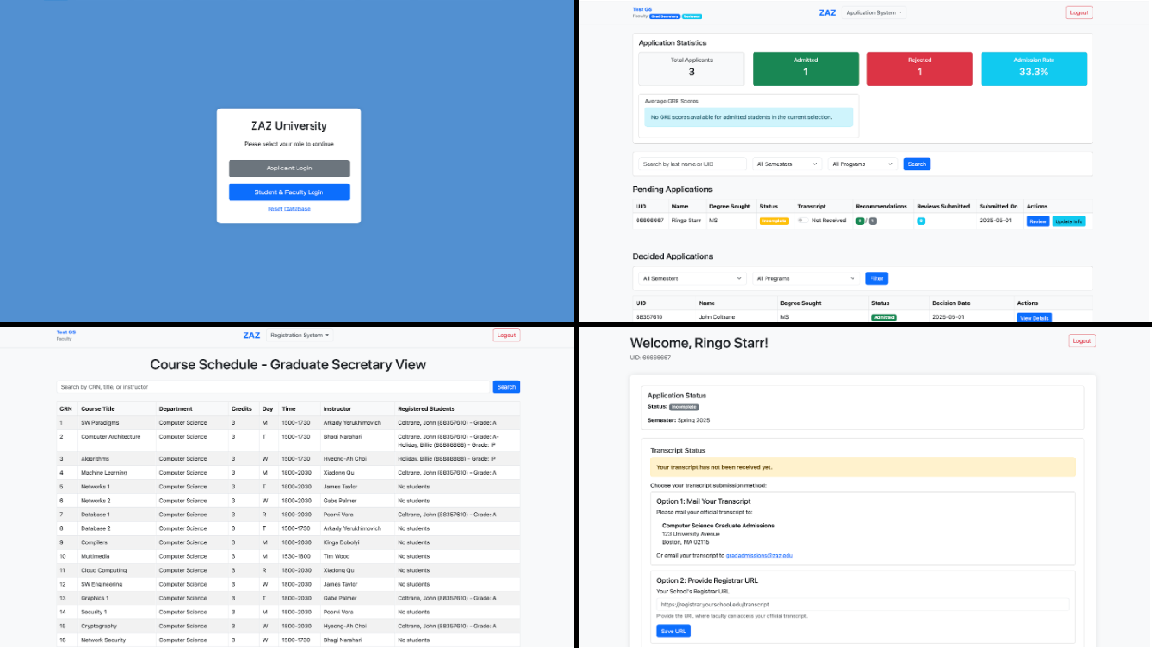 ZAZ University
Please select your role to continue
Applicant Login
Student & Faculty Login
Reset Database
Test GS
Faculty
ZAZ
Application System
Logout
Application Statistics
Total Applicants
3
Admitted
1
Rejected
1
Admission Rate
33.3%
Average GRE Scores
No GRE scores available for admitted students in the current selection.
Search by last name or UID
All Semesters
All Programs
Search
Pending Applications
UID Name Degree Sought Status Transcript Recommendations Reviews Submitted Submitted On Actions
Ringo Starr MS Incomplete Not Received 2025-05-01 Review Update Info
Decided Applications
All Semesters
All Programs
Filter
UID Name Degree Sought Status Decision Date Actions
88357610 John Coltrane MS Admitted 2025-05-01 View Details
Test GS
Faculty
ZAZ
Registration System
Logout
Course Schedule - Graduate Secretary View
Search by CRN, title, or instructor
Search
CRN Course Title Department Credits Day Time Instructor Registered Students
1 SW Paradigms Computer Science 3 M 1500-1730 Arkady Yerukhimovich Coltrane, John (88357610) - Grade: A
2 Computer Architecture Computer Science 3 T 1500-1730 Bhagi Narahari Coltrane, John (88357610) - Grade: A-
Holiday, Billie (88888888) - Grade: IP
3 Algorithms Computer Science 3 W 1500-1730 Hyeong-Ah Choi Holiday, Billie (88888888) - Grade: IP
4 Machine Learning Computer Science 3 M 1800-2030 Xiaodong Qu Coltrane, John (88357610) - Grade: A
5 Networks 1 Computer Science 3 T 1800-2030 James Taylor No students
6 Networks 2 Computer Science 3 W 1800-2030 Gabe Palmer No students
7 Database 1 Computer Science 3 R 1800-2030 Poorvi Vora Coltrane, John (88357610) - Grade: A
8 Database 2 Computer Science 3 T 1500-1730 Arkady Yerukhimovich No students
9 Compilers Computer Science 3 M 1800-2030 Kinga Dobolyi No students
10 Multimedia Computer Science 3 M 1530-1800 Tim Wood No students
11 Cloud Computing Computer Science 3 R 1800-2030 Xiaodong Qu No students
12 SW Engineering Computer Science 3 W 1800-2030 James Taylor No students
13 Graphics 1 Computer Science 3 T 1800-2030 Gabe Palmer Coltrane, John (88357610) - Grade: A
14 Security 1 Computer Science 3 M 1800-2030 Poorvi Vora No students
15 Cryptography Computer Science 3 W 1800-2030 Hyeong-Ah Choi Coltrane, John (88357610) - Grade: A
16 Network Security Computer Science 3 M 1800-2030 Bhagi Narahari No students
Welcome, Ringo Starr!
UID:
Logout
Application Status
Status: Incomplete
Semester: Spring 2025
Transcript Status
Your transcript has not been received yet.
Choose your transcript submission method:
Option 1: Mail Your Transcript
Please mail your official transcript to:
Computer Science Graduate Admissions
123 University Avenue
Boston, MA 02115
Or email your transcript to
Option 2: Provide Registrar URL
Your School's Registrar URL
https://registrar.yourschool.edu/transcript
Provide the URL where faculty can access your official transcript.
Save URL